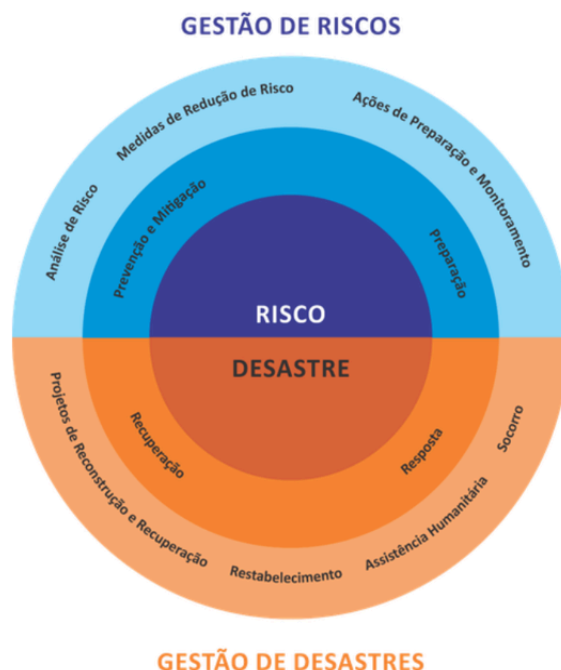 GESTÃO DE RISCOS
Medidas de Redução de Risco
Ações de Preparação e Monitoramento
Análise de Risco
Prevenção e Mitigação
Preparação
RISCO
DESASTRE
Recuperação
Resposta
Socorro
Projetos de Reconstrução e Recuperação
Restabelecimento
Assistência Humanitária
GESTÃO DE DESASTRES